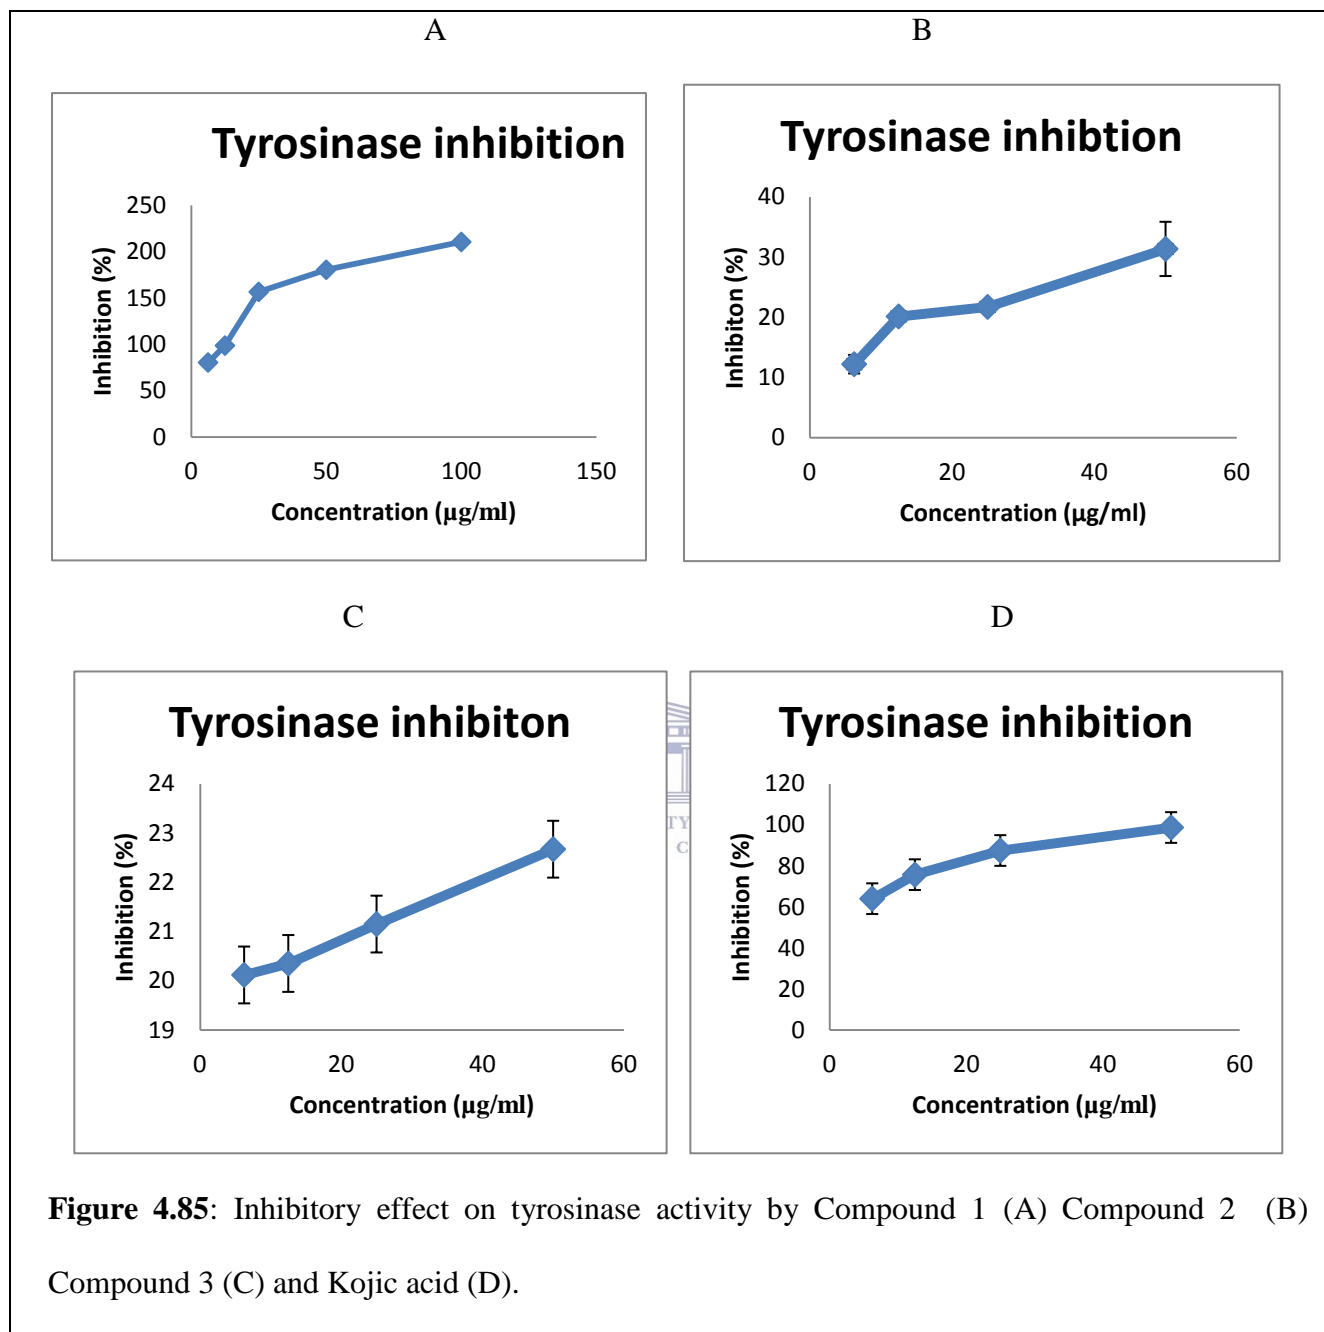 A
B
Tyrosinase inhibition
250
200
150
100
50
0
Inhibition (%)
0 50 100 150
Concentration (µg/ml)
Tyrosinase inhibtion
40
30
20
10
0
Inhibiton (%)
0 20 40 60
Concentration (µg/ml)
C
D
Tyrosinase inhibiton
24
23
22
21
20
19
Inhibition (%)
0 20 40 60
Concentration (µg/ml)
TY
C
Tyrosinase inhibition
120
100
80
60
40
20
0
Inhibition (%)
0 20 40 60
Concentration (µg/ml)
Figure 4.85: Inhibitory effect on tyrosinase activity by Compound 1 (A) Compound 2 (B)
Compound 3 (C) and Kojic acid (D).